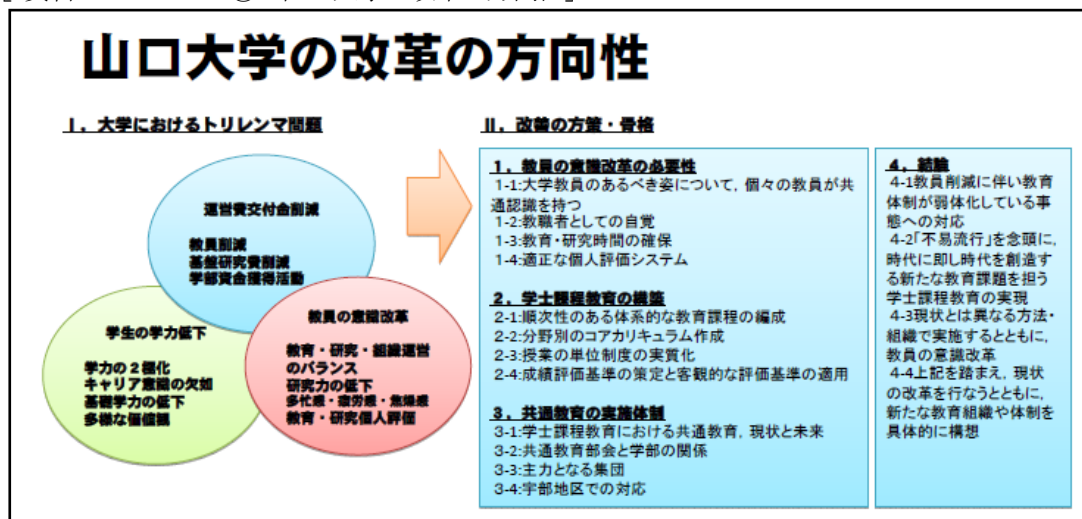 山口大学の改革の方向性
Ⅰ．大学におけるトリレンマ問題
運営費交付金削減
教員削減
基盤研究費削減
学部資金獲得活動
学生の学力低下
学力の２極化
キャリア意識の欠如
基礎学力の低下
多様な価値観
教員の意識改革
教育・研究・組織運営
のバランス
研究力の低下
多忙感・疲労感・焦燥感
教育・研究個人評価
Ⅱ．改善の方策・骨格
１．教員の意識改革の必要性
1-1:大学教員のあるべき姿について，個々の教員が共
通認識を持つ
1-2:教職者としての自覚
1-3:教育・研究時間の確保
1-4:適正な個人評価システム
２．学士課程教育の構築
2-1:順次性のある体系的な教育課程の編成
2-2:分野別のコアカリキュラム作成
2-3:授業の単位制度の実質化
2-4:成績評価基準の策定と客観的な評価基準の適用
３．共通教育の実施体制
3-1:学士課程教育における共通教育，現状と未来
3-2:共通教育部会と学部の関係
3-3:主力となる集団
3-4:宇部地区での対応
４．結論
4-1教員削減に伴い教育
体制が弱体化している事
態への対応
4-2「不易流行」を念頭に，
時代に即し時代を創造す
る新たな教育課題を担う
学士課程教育の実現
4-3現状とは異なる方法・
組織で実施するとともに，
教員の意識改革
4-4上記を踏まえ，現状
の改革を行なうとともに，
新たな教育組織や体制を
具体的に構想